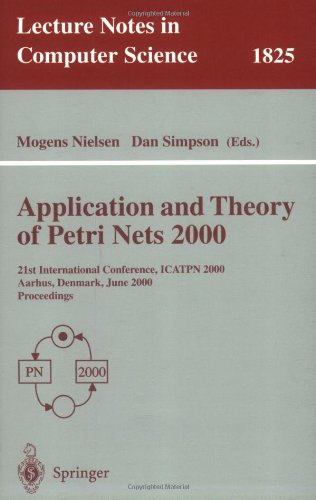 Lecture Notes in
Computer Science 1825
Mogens Nielsen Dan Simpson (Eds.)
Application and Theory
of Petri Nets 2000
21st International Conference, ICATPN 2000
Aarhus, Denmark, June 2000
Proceedings
PN 2000
Springer